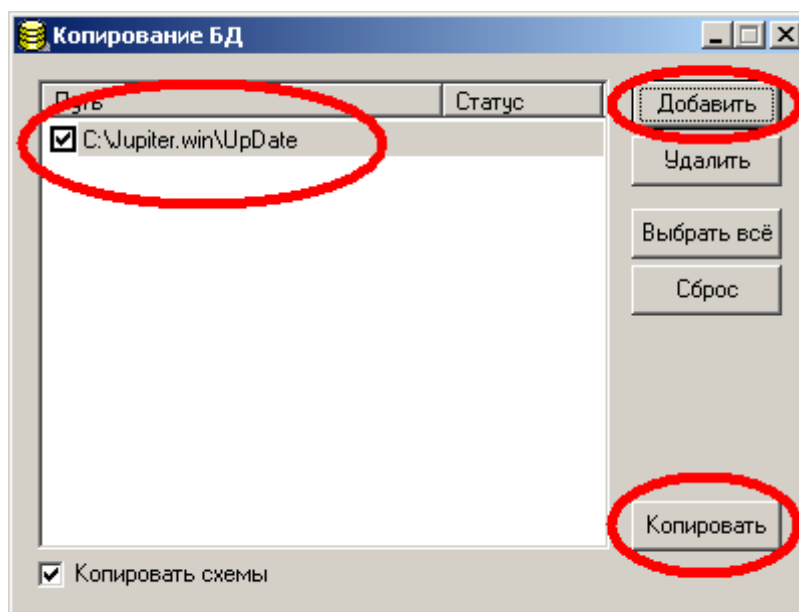 Копирование БД
Путь Статус
Добавить
C:\Jupiter.win\UpDate
Удалить
Выбрать всё
Сброс
Копировать
Копировать схемы